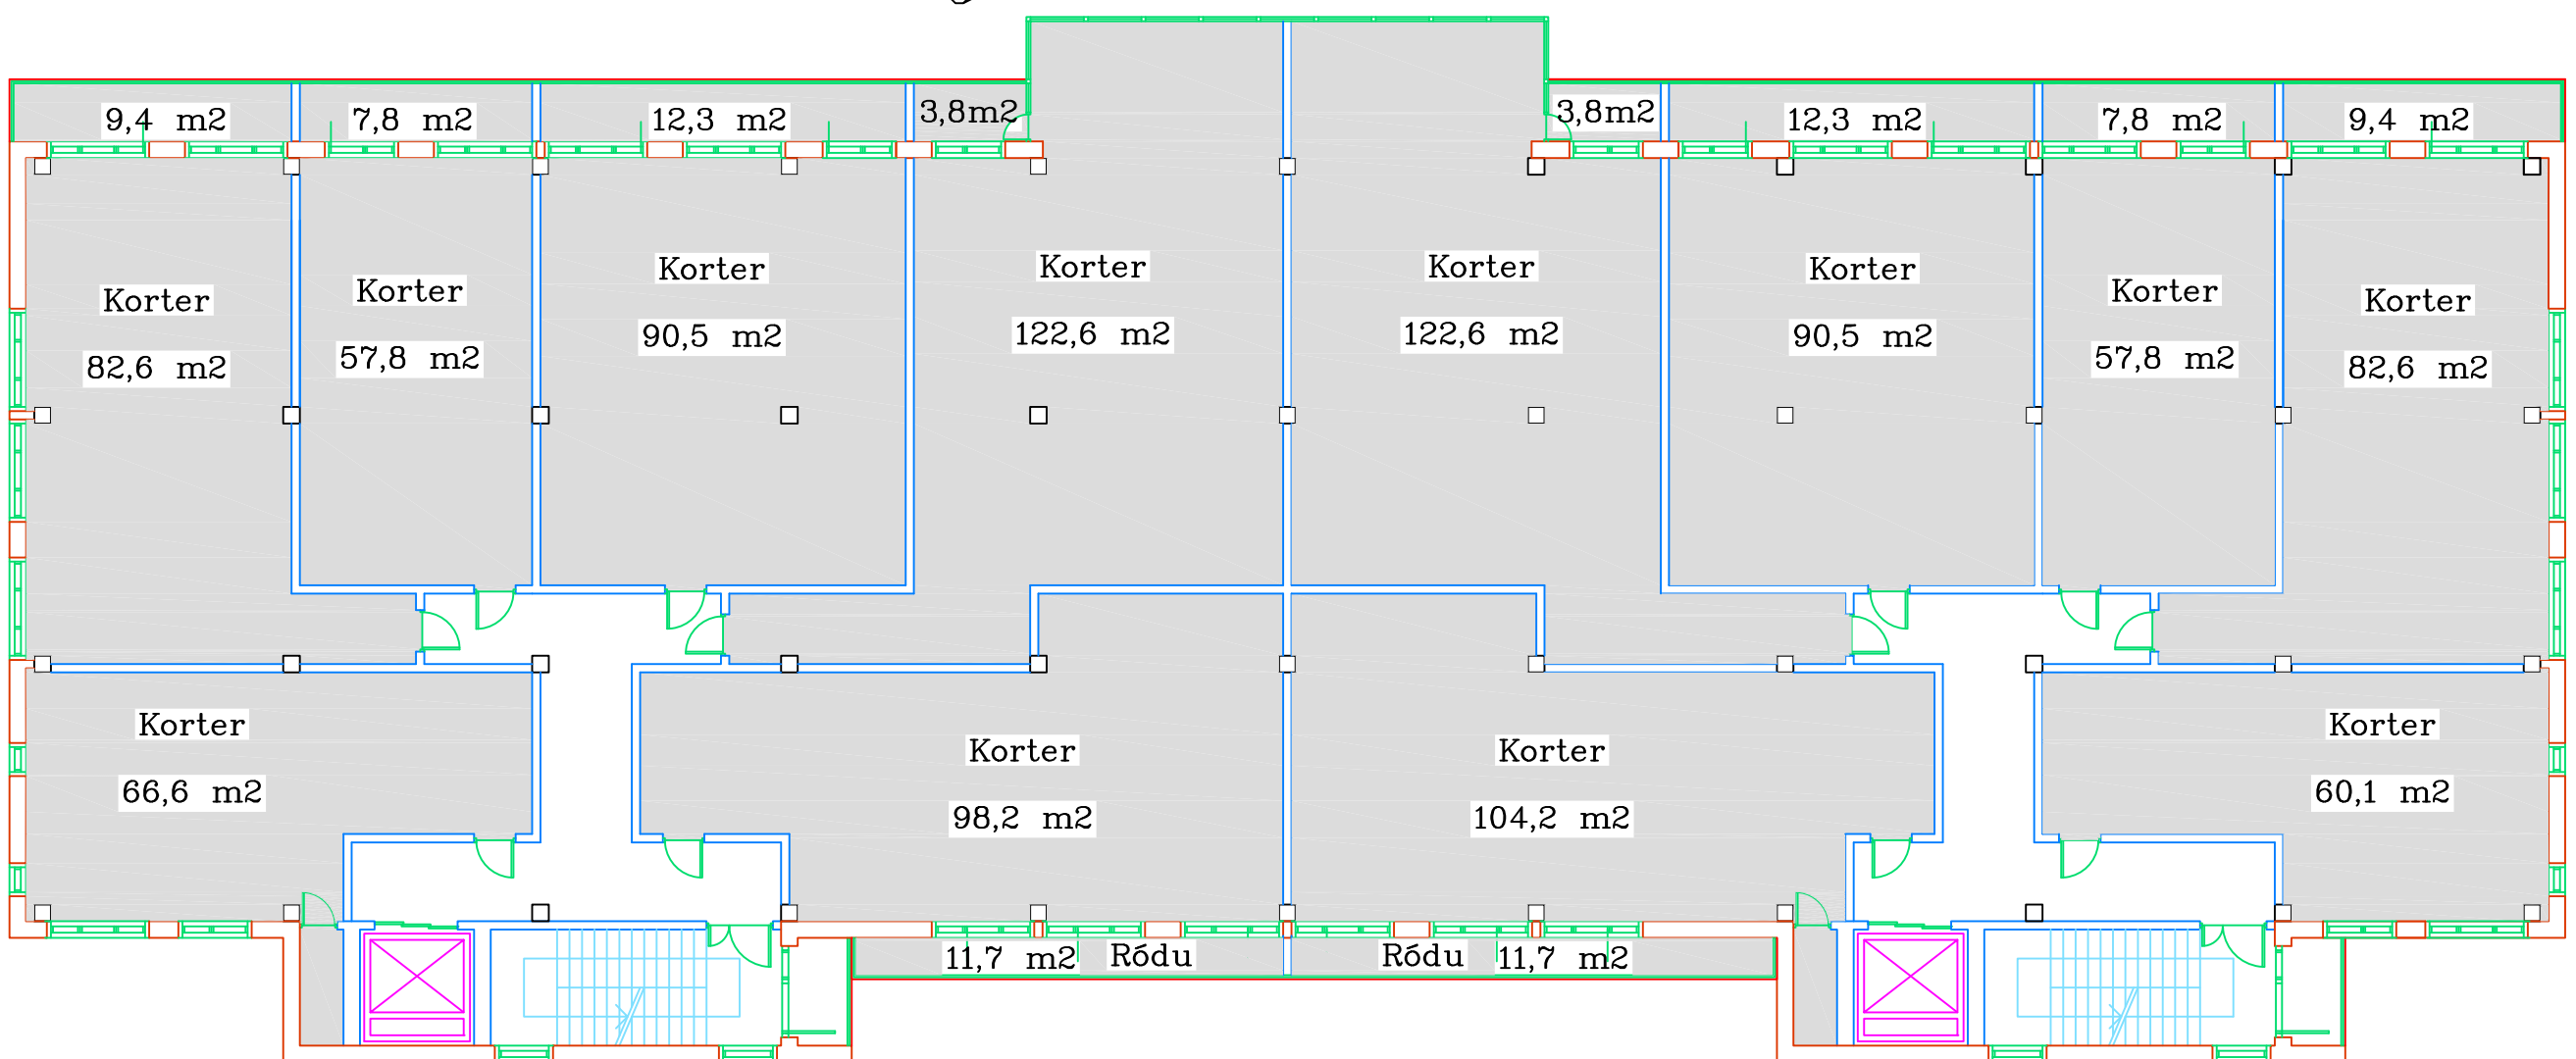 9,4 m2
7,8 m2
12,3 m2
3,8m2
3,8m2
12,3 m2
7,8 m2
9,4 m2
Korter
82,6 m2
Korter
57,8 m2
Korter
90,5 m2
Korter
122,6 m2
Korter
122,6 m2
Korter
90,5 m2
Korter
57,8 m2
Korter
82,6 m2
Korter
66,6 m2
Korter
98,2 m2
Korter
104,2 m2
Korter
60,1 m2
11,7 m2 Ródu
Ródu 11,7 m2